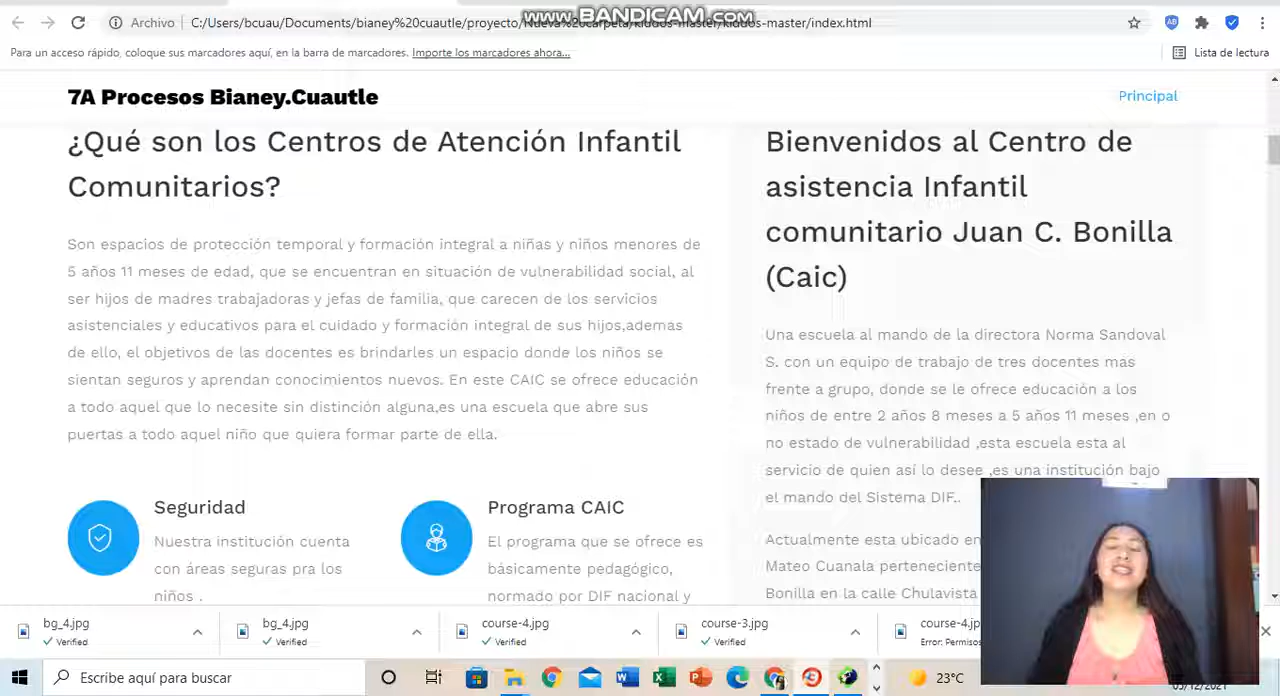 www.BANDICAM.com
Archivo
C:/Users/bcuau/Documents/bianey%20cuautle/proyecto/Nueva%20carpeta/kiddos-master/kiddos-master/index.html
Para un acceso rápido, coloque sus marcadores aquí, en la barra de marcadores. Importe los marcadores ahora...
Lista de lectura
7A Procesos Bianey.Cuautle
Principal
¿Qué son los Centros de Atención Infantil
Comunitarios?
Son espacios de protección temporal y formación integral a niñas y niños menores de
5 años 11 meses de edad, que se encuentran en situación de vulnerabilidad social, al
ser hijos de madres trabajadoras y jefas de familia, que carecen de los servicios
asistenciales y educativos para el cuidado y formación integral de sus hijos,ademas
de ello, el objetivos de las docentes es brindarles un espacio donde los niños se
sientan seguros y aprendan conocimientos nuevos. En este CAIC se ofrece educación
a todo aquel que lo necesite sin distinción alguna,es una escuela que abre sus
puertas a todo aquel niño que quiera formar parte de ella.
Seguridad
Nuestra institución cuenta
con áreas seguras pra los
niños .
Programa CAIC
El programa que se ofrece es
básicamente pedagógico,
normado por DIF nacional y
Bienvenidos al Centro de
asistencia Infantil
comunitario Juan C. Bonilla
(Caic)
Una escuela al mando de la directora Norma Sandoval
S. con un equipo de trabajo de tres docentes mas
frente a grupo, donde se le ofrece educación a los
niños de entre 2 años 8 meses a 5 años 11 meses ,en o
no estado de vulnerabilidad ,esta escuela esta al
servicio de quien así lo desee ,es una institución bajo
el mando del Sistema DIF..
Actualmente esta ubicado en
Mateo Cuanala perteneciente
Bonilla en la calle Chulavista
bg_4.jpg
Verified
bg_4.jpg
Verified
course-4.jpg
Verified
course-3.jpg
Verified
course-4.jp
Error: Permisos
Escribe aquí para buscar
23°C
03/12/2021